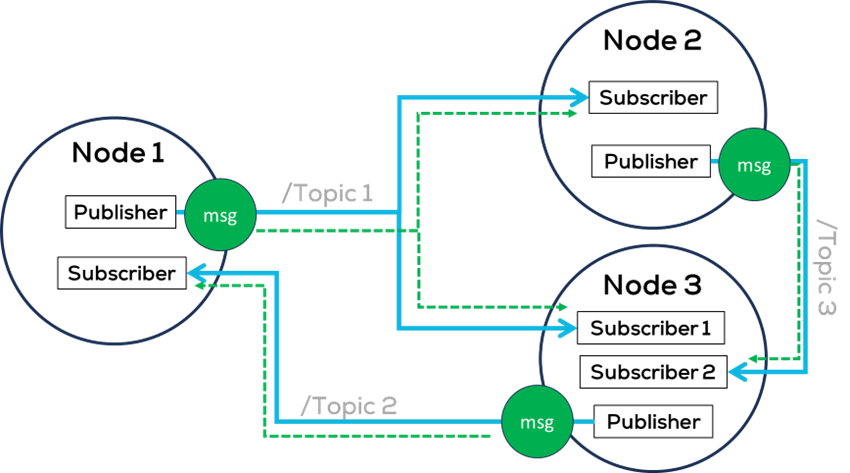 Node 1
Publisher
msg
Subscriber
/Topic 1
Node 2
Subscriber
Publisher
msg
/Topic 3
Node 3
Subscriber 1
Subscriber 2
Publisher
msg
/Topic 2